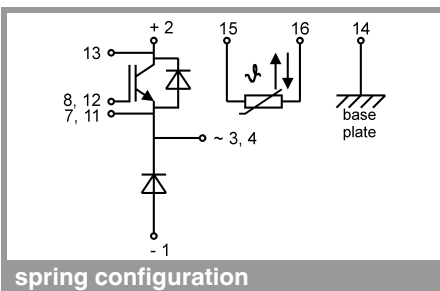 + 2
15
16
14
13
ϑ
8, 12
7, 11
base
plate
~ 3, 4
- 1
spring configuration